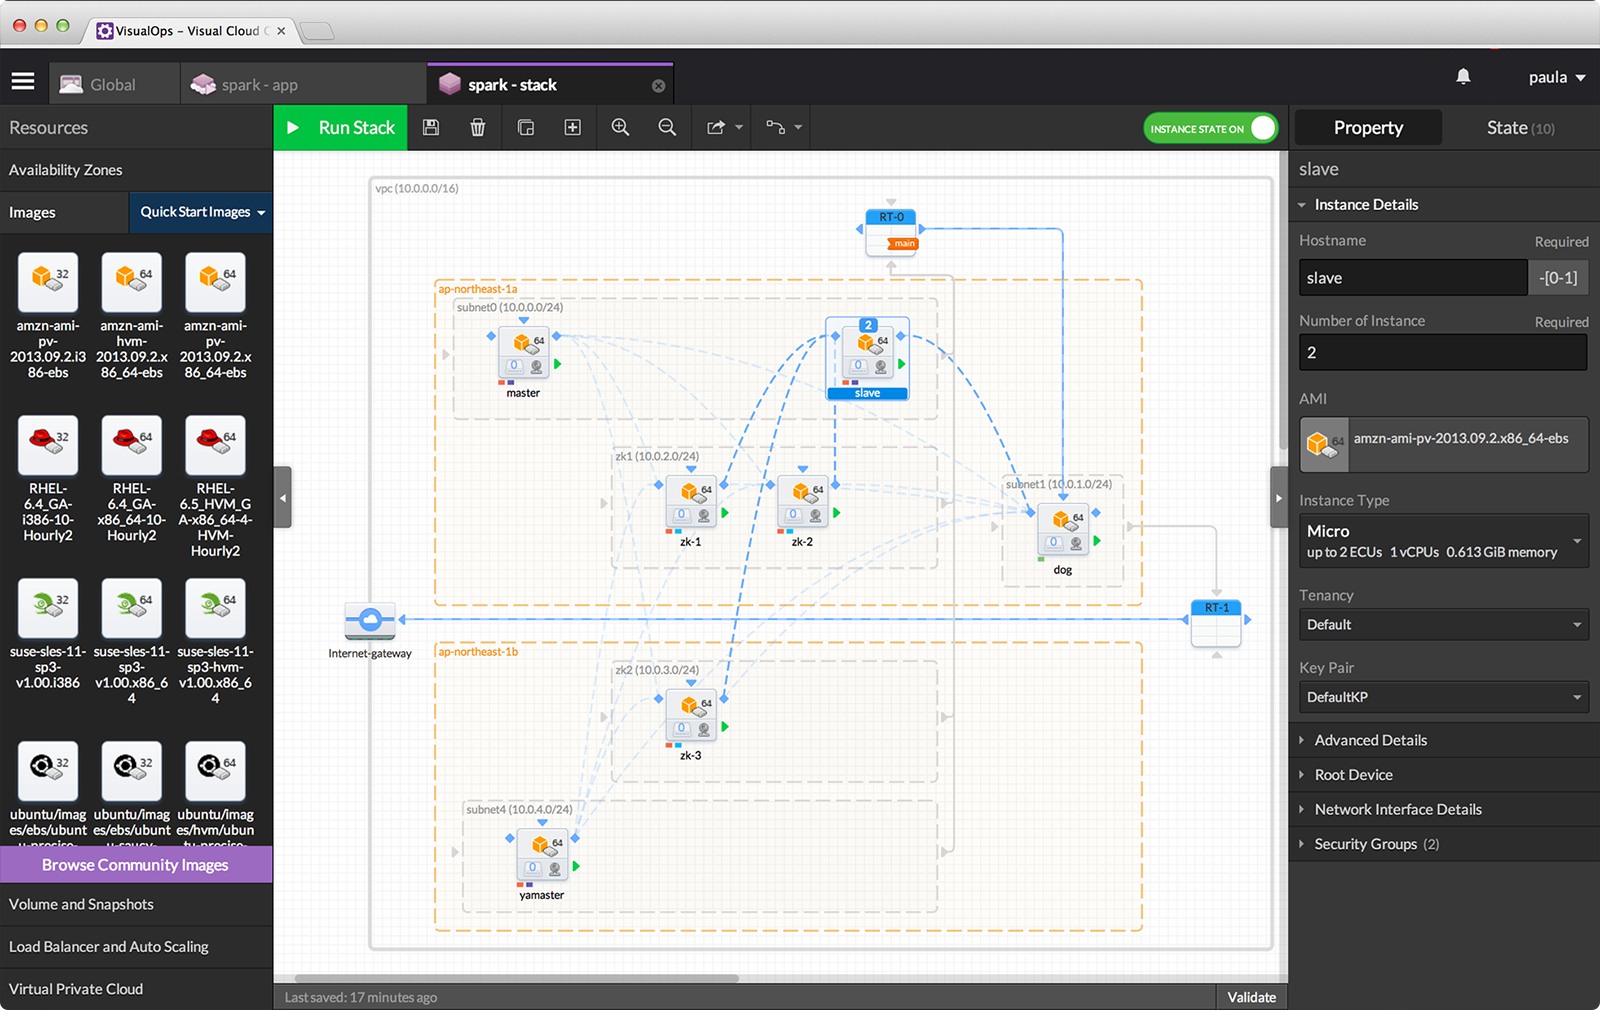 VisualOps – Visual Cloud
Global
spark - app
spark - stack
paula
Resources
Run Stack
INSTANCE STATE ON
Property
State (10)
Availability Zones
Images
Quick Start Images
32
64
64
amzn-ami-pv-2013.09.2.i386-ebs
amzn-ami-hvm-2013.09.2.x86_64-ebs
amzn-ami-pv-2013.09.2.x86_64-ebs
32
64
64
RHEL-6.4_GA-i386-10-Hourly2
RHEL-6.4_GA-x86_64-10-Hourly2
RHEL-6.5_HVM_GA-x86_64-4-HVM-Hourly2
32
64
64
suse-sles-11-sp3-v1.00.i386
suse-sles-11-sp3-v1.00.x86_64
suse-sles-11-sp3-hvm-v1.00.x86_64
32
32
64
ubuntu/images/ebs/ubunt
ubuntu/images/ebs/ubunt
ubuntu/images/hvm/ubun
Browse Community Images
Volume and Snapshots
Load Balancer and Auto Scaling
Virtual Private Cloud
vpc (10.0.0.0/16)
RT-0
main
ap-northeast-1a
subnet0 (10.0.0.0/24)
64
0
master
2
64
0
slave
zk1 (10.0.2.0/24)
64
0
zk-1
64
0
zk-2
subnet1 (10.0.1.0/24)
64
0
dog
Internet-gateway
RT-1
ap-northeast-1b
zk2 (10.0.3.0/24)
64
0
zk-3
subnet4 (10.0.4.0/24)
64
0
yamaster
Last saved: 17 minutes ago
Validate
slave
Instance Details
Hostname
Required
slave
-[0-1]
Number of Instance
Required
2
AMI
64
amzn-ami-pv-2013.09.2.x86_64-ebs
Instance Type
Micro
up to 2 ECUs 1 vCPUs 0.613 GiB memory
Tenancy
Default
Key Pair
DefaultKP
Advanced Details
Root Device
Network Interface Details
Security Groups (2)